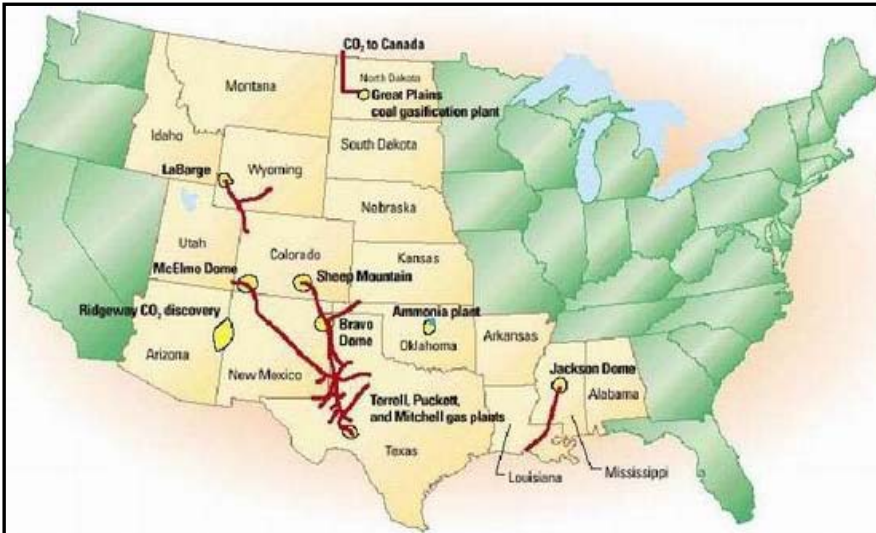 CO₂ to Canada
North Dakota
Great Plains
coal gasification plant
Montana
Idaho
South Dakota
LaBarge
Wyoming
Nebraska
Utah
Colorado
Kansas
McElmo Dome
Sheep Mountain
Ridgeway CO₂ discovery
Bravo
Dome
Ammonia plant
Oklahoma
Arkansas
Arizona
New Mexico
Jackson Dome
Alabama
Terrell, Puckett,
and Mitchell gas plants
Texas
Louisiana
Mississippi